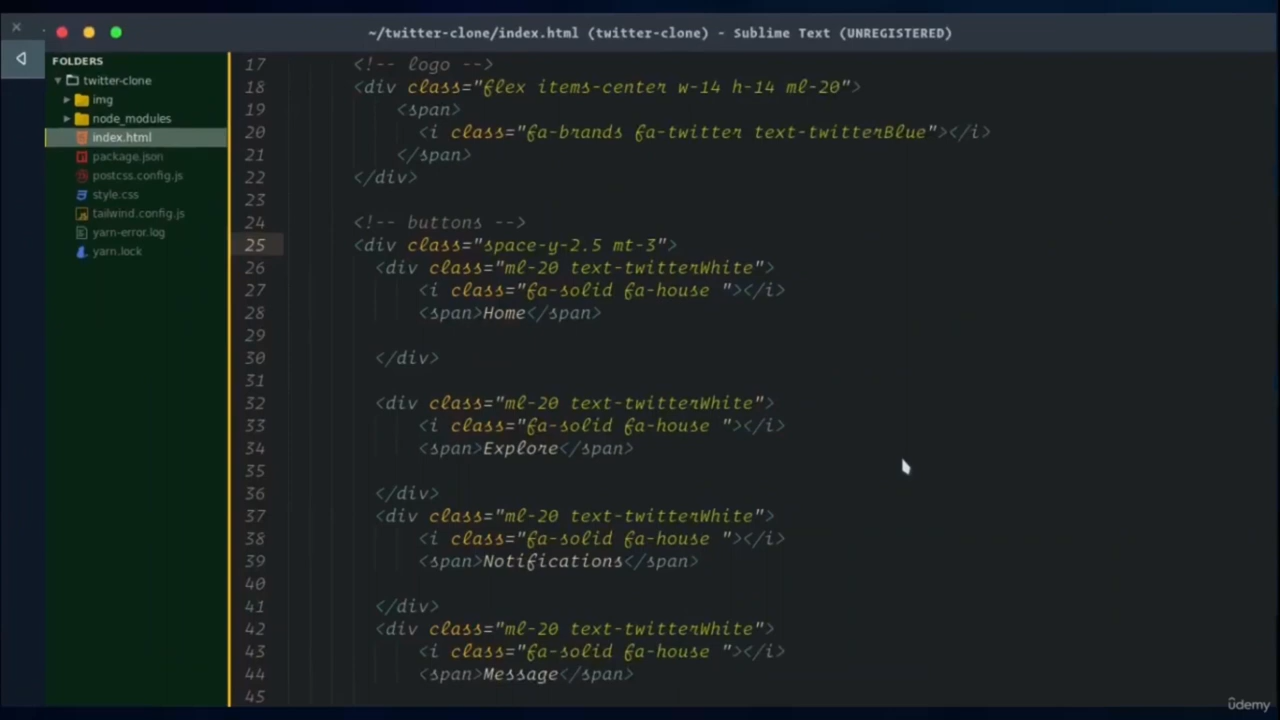 ~/twitter-clone/index.html (twitter-clone) - Sublime Text (UNREGISTERED)
FOLDERS
twitter-clone
img
node_modules
index.html
package.json
postcss.config.js
style.css
tailwind.config.js
yarn-error.log
yarn.lock
17 <!-- logo -->
18 <div class="flex items-center w-14 h-14 ml-20">
19 <span>
20 <i class="fa-brands fa-twitter text-twitterBlue"></i>
21 </span>
22 </div>
23
24 <!-- buttons -->
25 <div class="space-y-2.5 mt-3">
26 <div class="ml-20 text-twitterWhite">
27 <i class="fa-solid fa-house "></i>
28 <span>Home</span>
29
30 </div>
31
32 <div class="ml-20 text-twitterWhite">
33 <i class="fa-solid fa-house "></i>
34 <span>Explore</span>
35
36 </div>
37 <div class="ml-20 text-twitterWhite">
38 <i class="fa-solid fa-house "></i>
39 <span>Notifications</span>
40
41 </div>
42 <div class="ml-20 text-twitterWhite">
43 <i class="fa-solid fa-house "></i>
44 <span>Message</span>
45
udemy